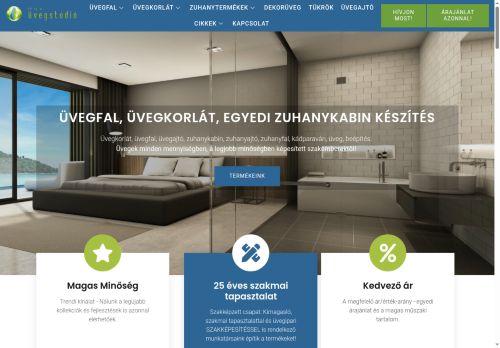 üvegstúdió
ÜVEGFAL
ÜVEGKORLÁT
ZUHANYTERMÉKEK
DEKORÜVEG
TÜKRÖK
ÜVEGAJTÓ
CIKKEK
KAPCSOLAT
HÍVJON MOST!
ÁRAJÁNLAT AZONNAL!
ÜVEGFAL, ÜVEGKORLÁT, EGYEDI ZUHANYKABIN KÉSZÍTÉS
Üvegkorlát, üvegfal, üvegajtó, zuhanykabin, zuhanyajtó, zuhanyfal, kádparaván, üveg, beépítés.
Üvegek minden mennyiségben, a legjobb minőségben képesített szakemberektől!
TERMÉKEINK
Magas Minőség
Trendi kínálat - Nálunk a legújabb
kollekciók és fejlesztések is azonnal
elérhetőek.
25 éves szakmai
tapasztalat
Szakképzett csapat: Kimagasló,
szakmai tapasztalattal és üvegipari
SZAKKÉPESÍTÉSSEL is rendelkező
munkatársaink építik a termékeket!
Kedvező ár
A megfelelő ár/érték-arány - egyedi
árajánlat és a magas műszaki
tartalom.